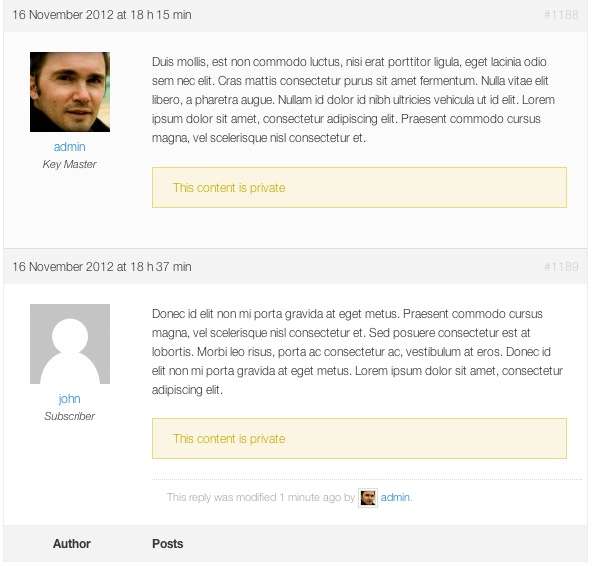 16 November 2012 at 18 h 15 min #1188
Duis mollis, est non commodo luctus, nisi erat porttitor ligula, eget lacinia odio
sem nec elit. Cras mattis consectetur purus sit amet fermentum. Nulla vitae elit
libero, a pharetra augue. Nullam id dolor id nibh ultricies vehicula ut id elit. Lorem
ipsum dolor sit amet, consectetur adipiscing elit. Praesent commodo cursus
magna, vel scelerisque nisl consectetur et.
admin
Key Master
This content is private
16 November 2012 at 18 h 37 min #1189
Donec id elit non mi porta gravida at eget metus. Praesent commodo cursus
magna, vel scelerisque nisl consectetur et. Sed posuere consectetur est at
lobortis. Morbi leo risus, porta ac consectetur ac, vestibulum at eros. Donec id
elit non mi porta gravida at eget metus. Lorem ipsum dolor sit amet, consectetur
adipiscing elit.
john
Subscriber
This content is private
This reply was modified 1 minute ago by admin.
Author Posts